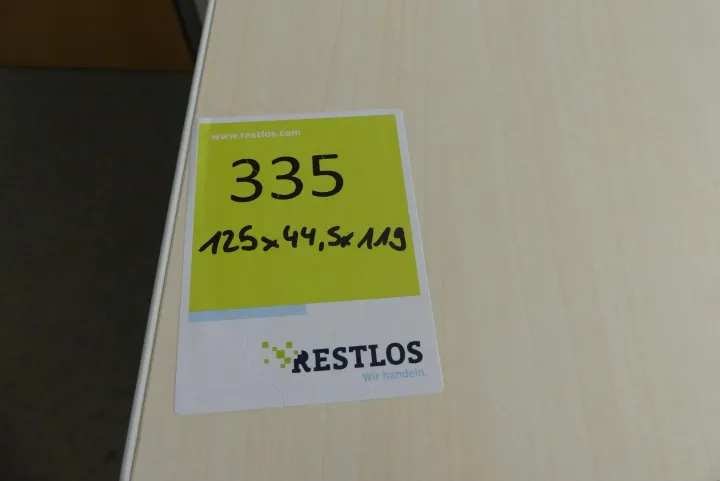 www.restlos.com
335
125x44,5x119
RESTLOS
Wir handeln.